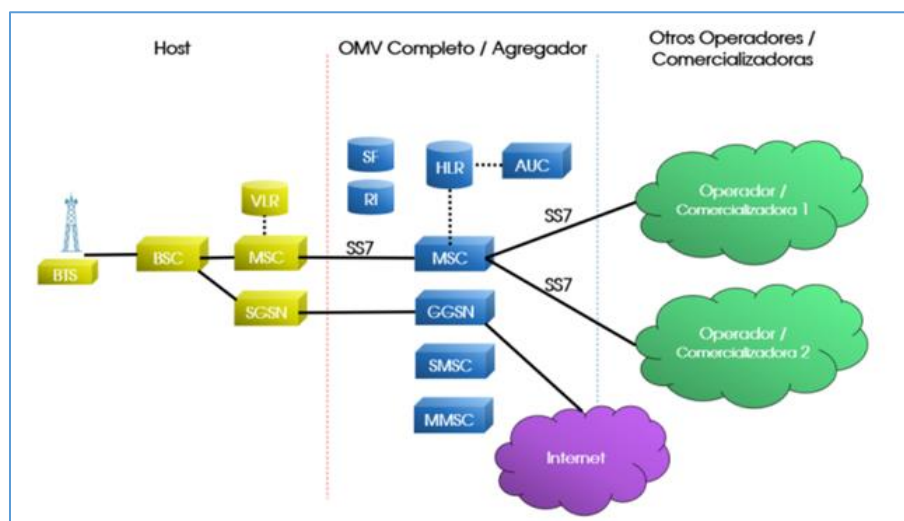 Host
OMV Completo / Agregador
Otros Operadores /
Comercializadoras
SF
RI
HLR
AUC
VLR
BTS
BSC
MSC
SS7
MSC
SS7
SS7
Operador /
Comercializadora 1
SGSN
GGSN
SMSC
MMSC
Operador /
Comercializadora 2
Internet